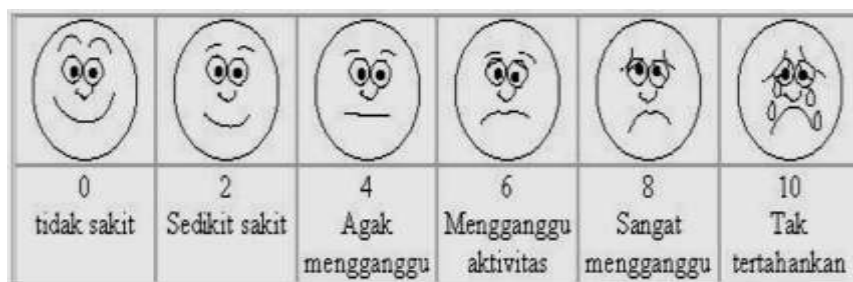 0 2 4 6 8 10
tidak sakit Sedikit sakit Agak Mengganggu Sangat Tak
mengganggu aktivitas mengganggu tertahankan